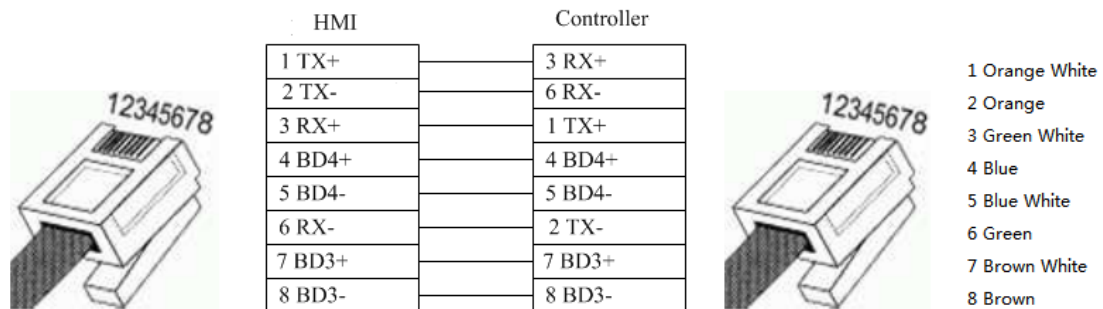 HMI
Controller
1 TX+
3 RX+
2 TX-
6 RX-
3 RX+
1 TX+
4 BD4+
4 BD4+
5 BD4-
5 BD4-
6 RX-
2 TX-
7 BD3+
7 BD3+
8 BD3-
8 BD3-
12345678
12345678
1 Orange White
2 Orange
3 Green White
4 Blue
5 Blue White
6 Green
7 Brown White
8 Brown